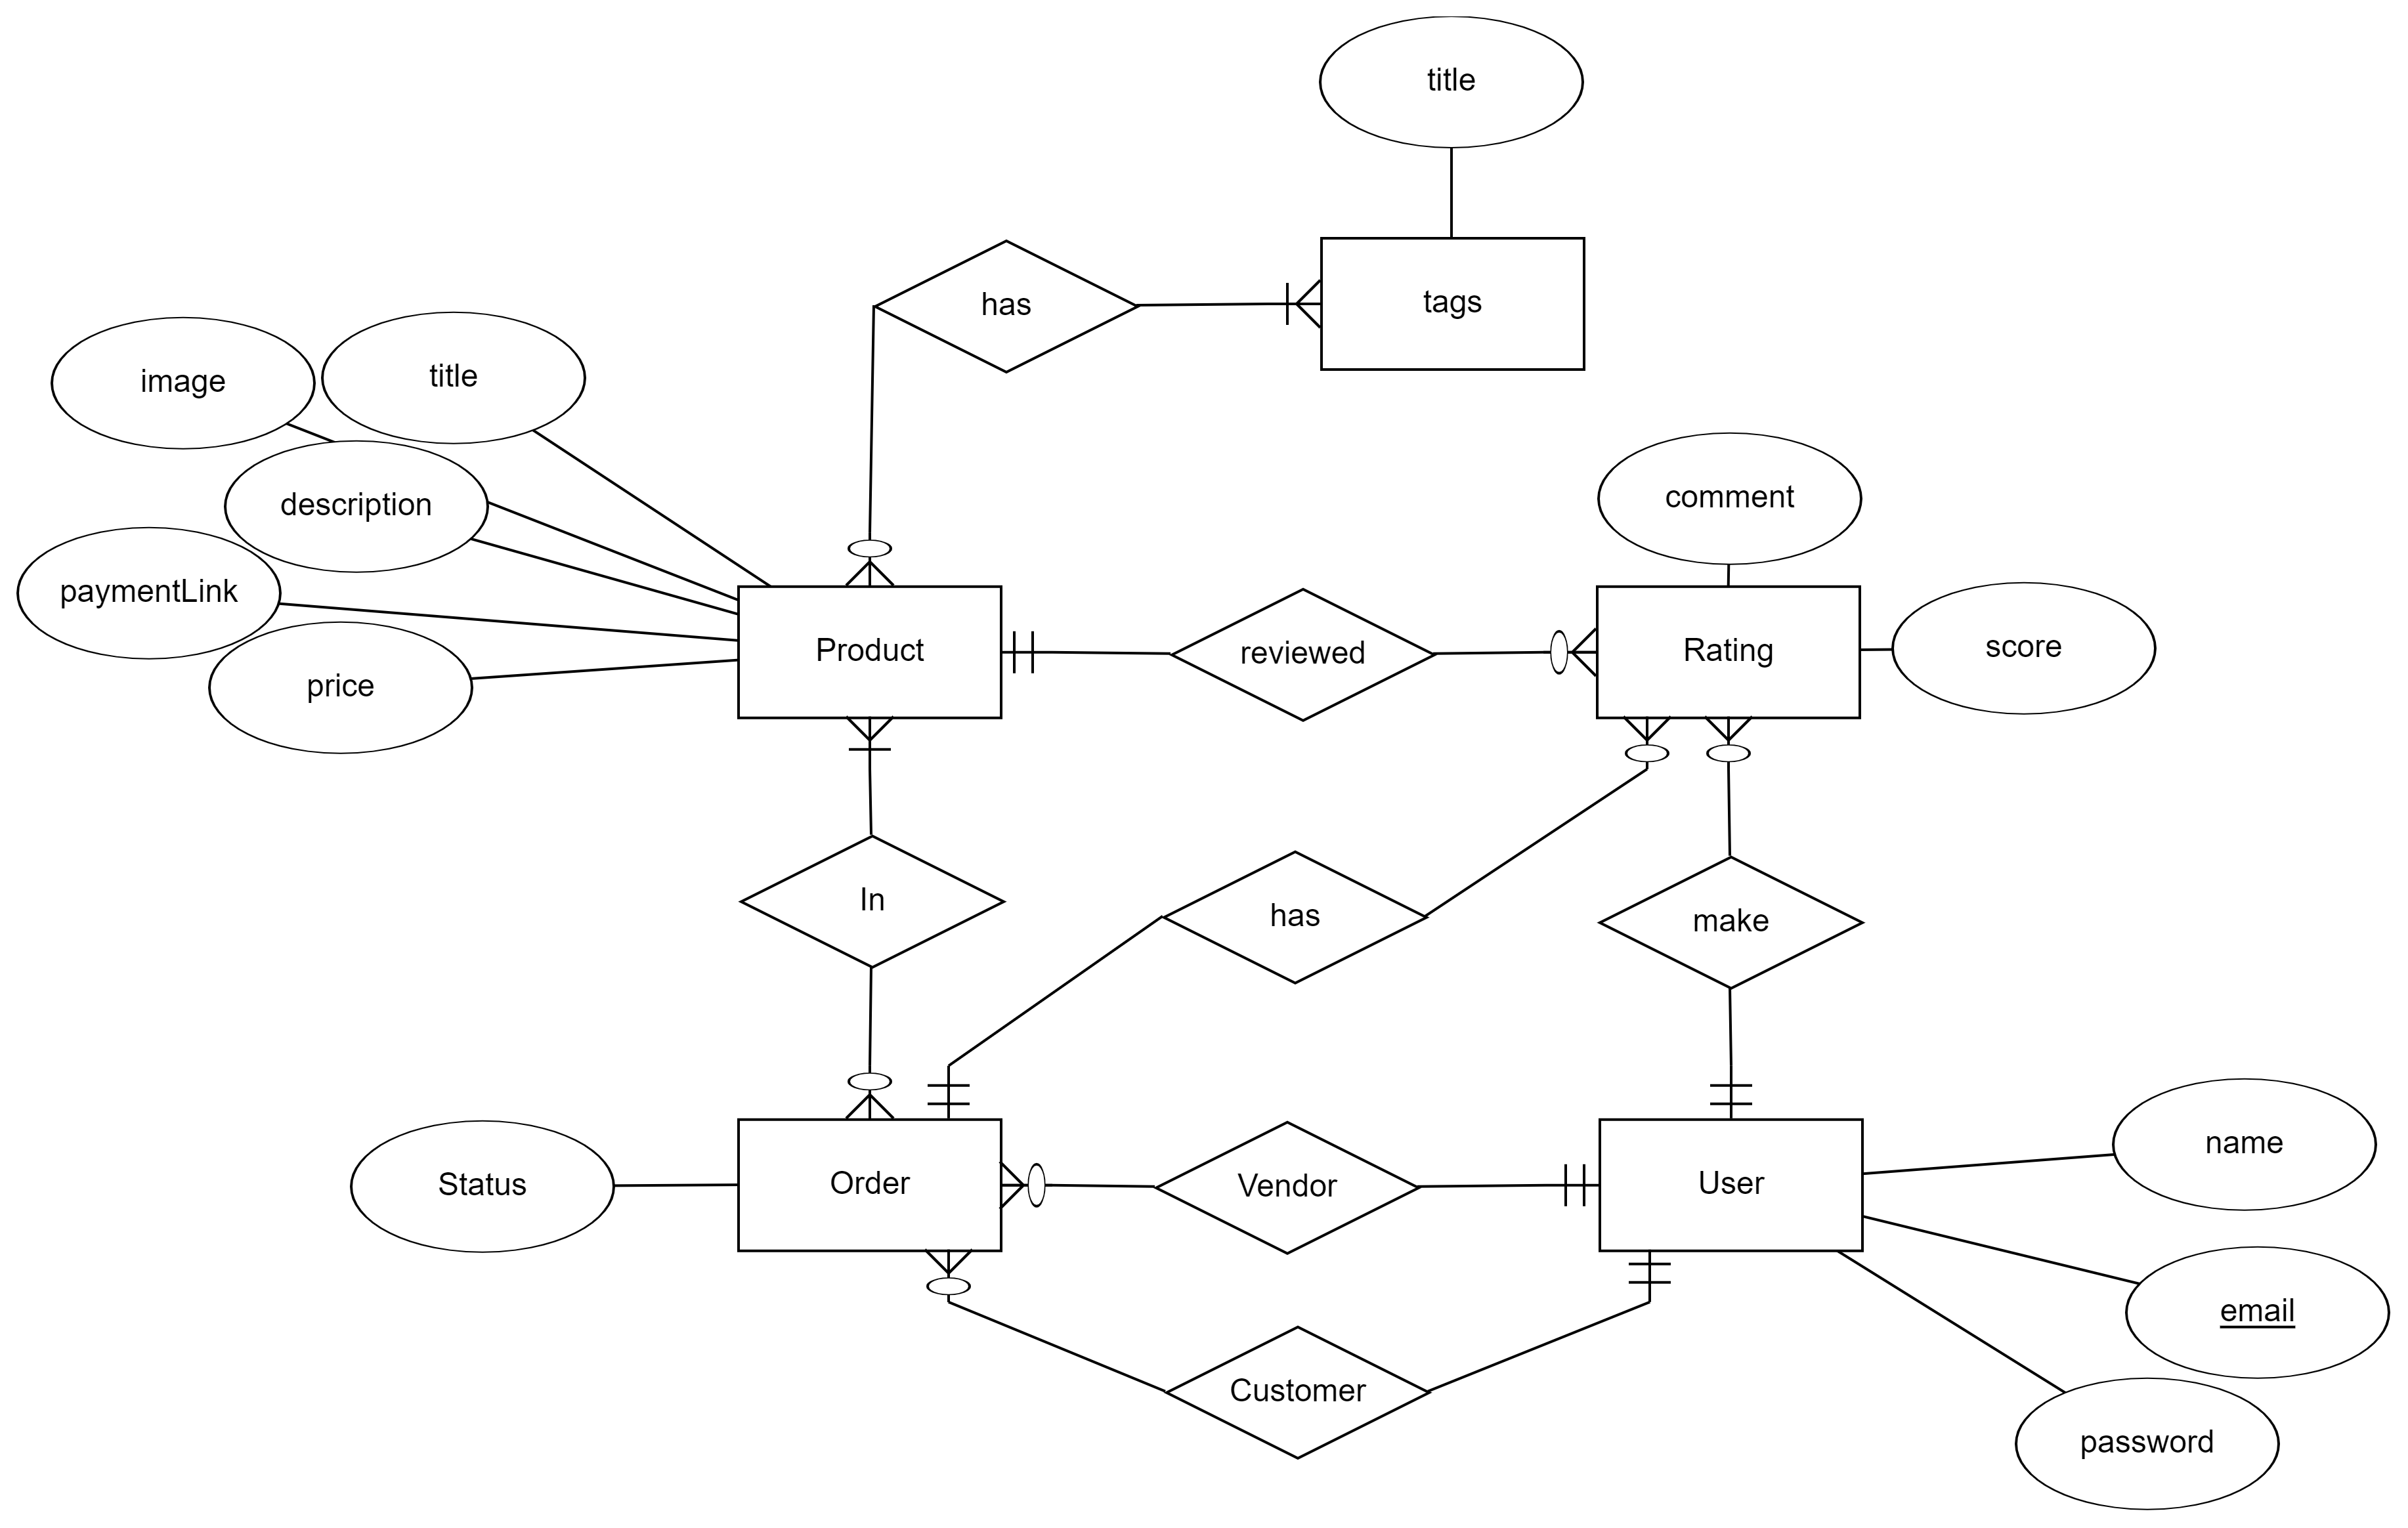 title
has
tags
image
title
description
comment
paymentLink
Product
reviewed
Rating
score
price
In
has
make
Status
Order
Vendor
User
name
email
Customer
password